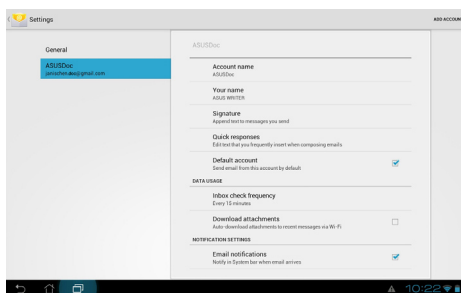 Settings
ADD ACCOUN
General
ASUSDoc
ASUSDoc
Account name
ASUSDoc
Your name
ASUS WRITER
Signature
Append text to messages you send
Quick responses
Edit text that you frequently insert when composing emails
Default account
Send email from this account by default
DATA USAGE
Inbox check frequency
Every 15 minutes
Download attachments
Auto-download attachments to recent messages via Wi-Fi
NOTIFICATION SETTINGS
Email notifications
Notify in System bar when email arrives
10:22